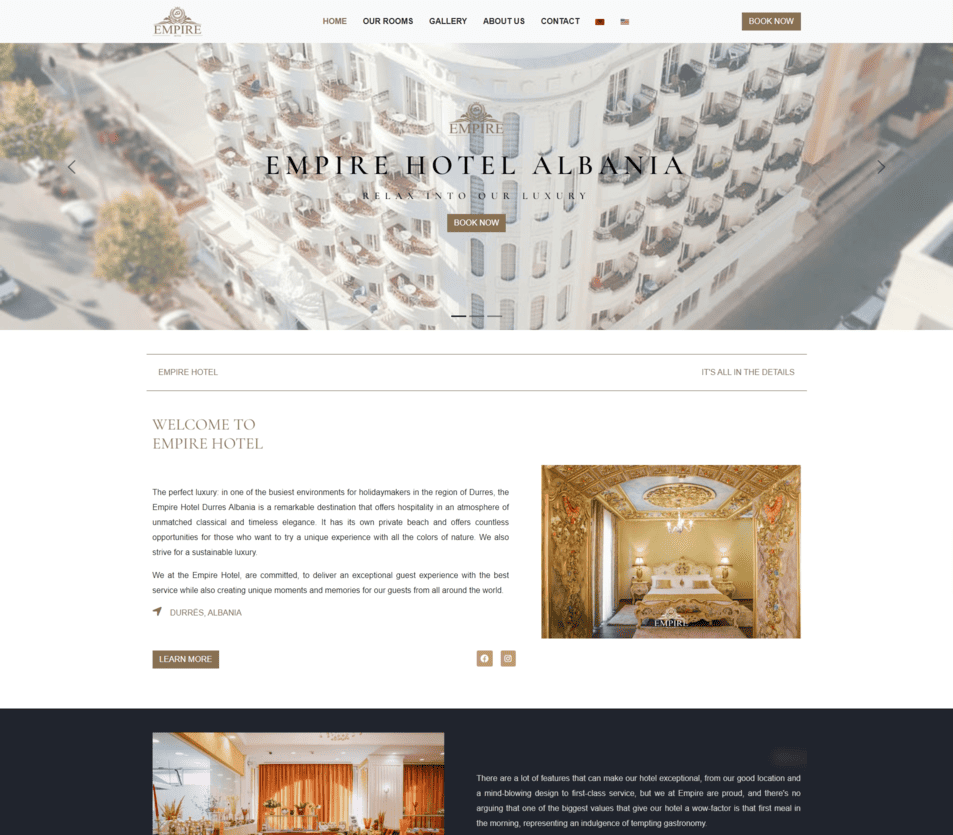 EMPIRE
HOME OUR ROOMS GALLERY ABOUT US CONTACT BOOK NOW
EMPIRE
EMPIRE HOTEL ALBANIA
RELAX INTO OUR LUXURY
BOOK NOW
EMPIRE HOTEL IT'S ALL IN THE DETAILS
WELCOME TO
EMPIRE HOTEL
The perfect luxury: in one of the busiest environments for holidaymakers in the region of Durres, the
Empire Hotel Durres Albania is a remarkable destination that offers hospitality in an atmosphere of
unmatched classical and timeless elegance. It has its own private beach and offers countless
opportunities for those who want to try a unique experience with all the colors of nature. We also
strive for a sustainable luxury.
We at the Empire Hotel, are committed, to deliver an exceptional guest experience with the best
service while also creating unique moments and memories for our guests from all around the world.
DURRËS, ALBANIA
EMPIRE
LEARN MORE
There are a lot of features that can make our hotel exceptional, from our good location and
a mind-blowing design to first-class service, but we at Empire are proud, and there's no
arguing that one of the biggest values that give our hotel a wow-factor is that first meal in
the morning, representing an indulgence of tempting gastronomy.